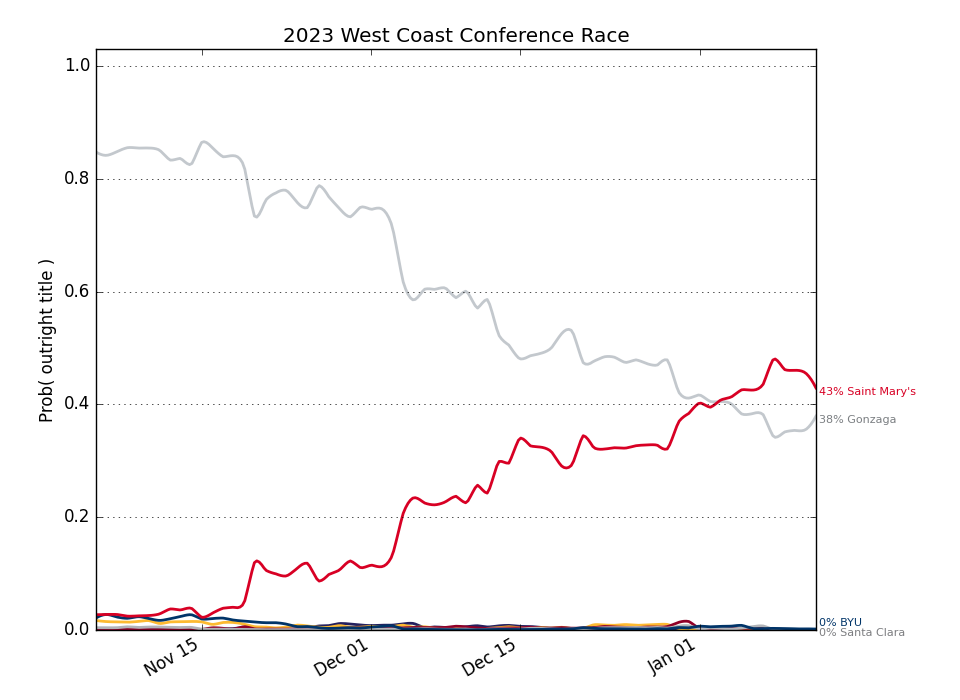 2023 West Coast Conference Race
Prob( outright title )
1.0
0.8
0.6
0.4
0.2
0.0
43% Saint Mary's
38% Gonzaga
0% BYU
0% Santa Clara
Nov 15
Dec 01
Dec 15
Jan 01